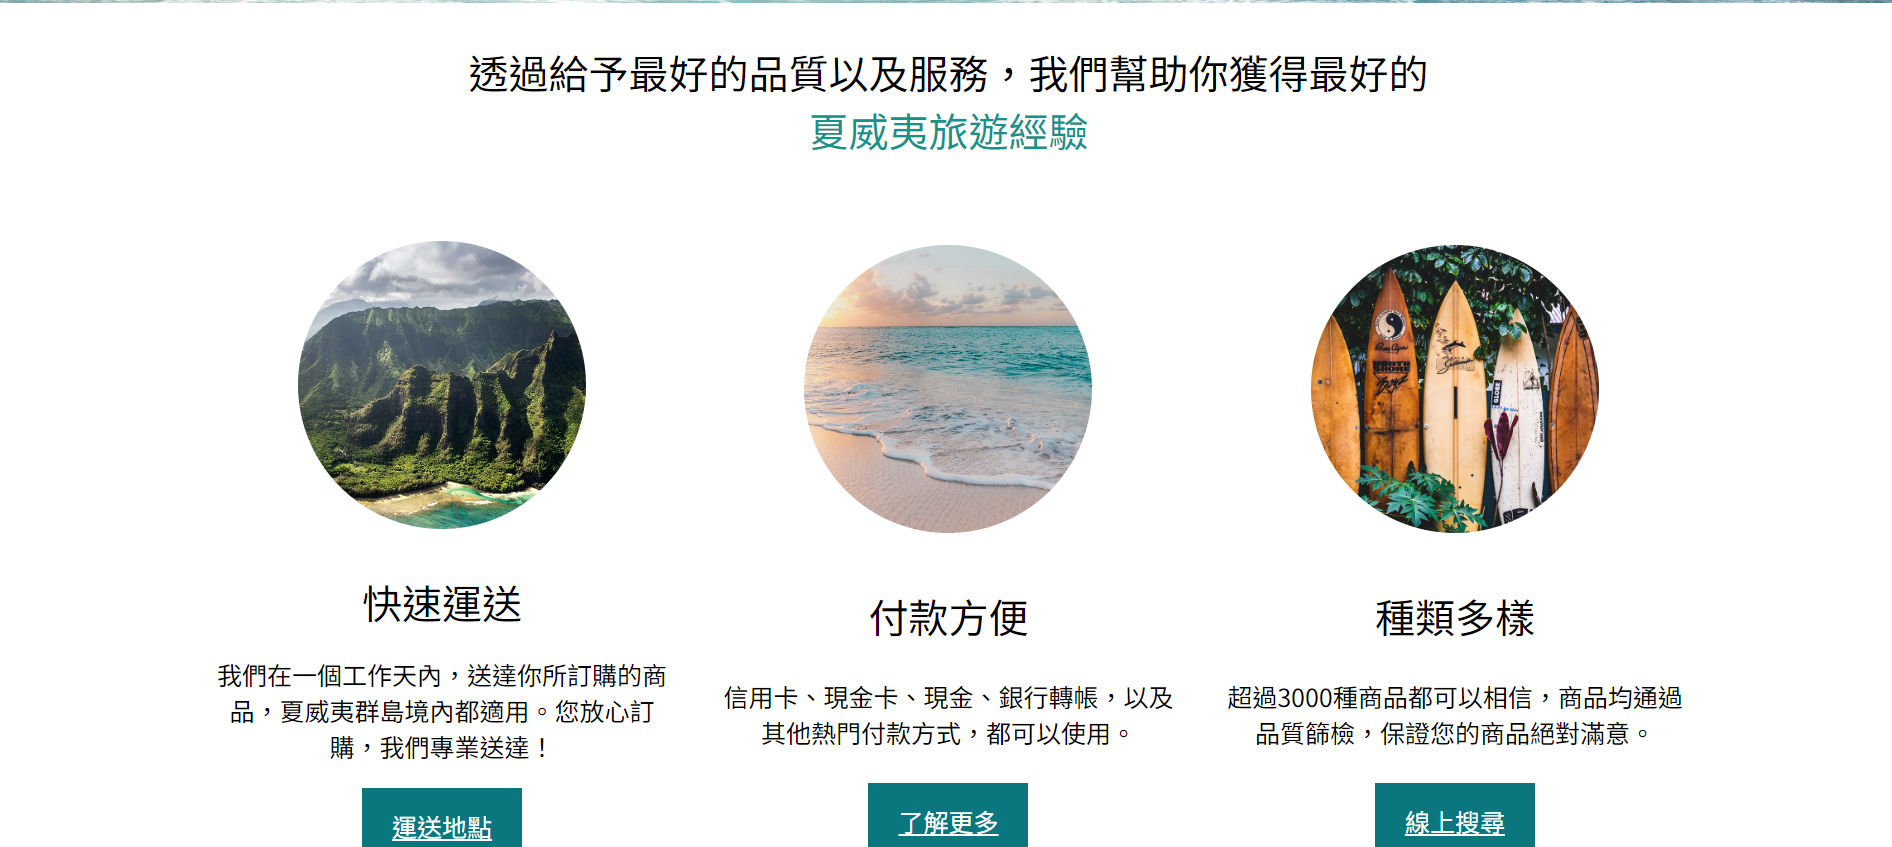 透過給予最好的品質以及服務，我們幫助你獲得最好的
夏威夷旅遊經驗
NORTH
SHORE
GLOBE
快速運送
我們在一個工作天內，送達你所訂購的商
品，夏威夷群島境內都適用。您放心訂
購，我們專業送達！
運送地點
付款方便
信用卡、現金卡、現金、銀行轉帳，以及
其他熱門付款方式，都可以使用。
了解更多
種類多樣
超過3000種商品都可以相信，商品均通過
品質篩檢，保證您的商品絕對滿意。
線上搜尋